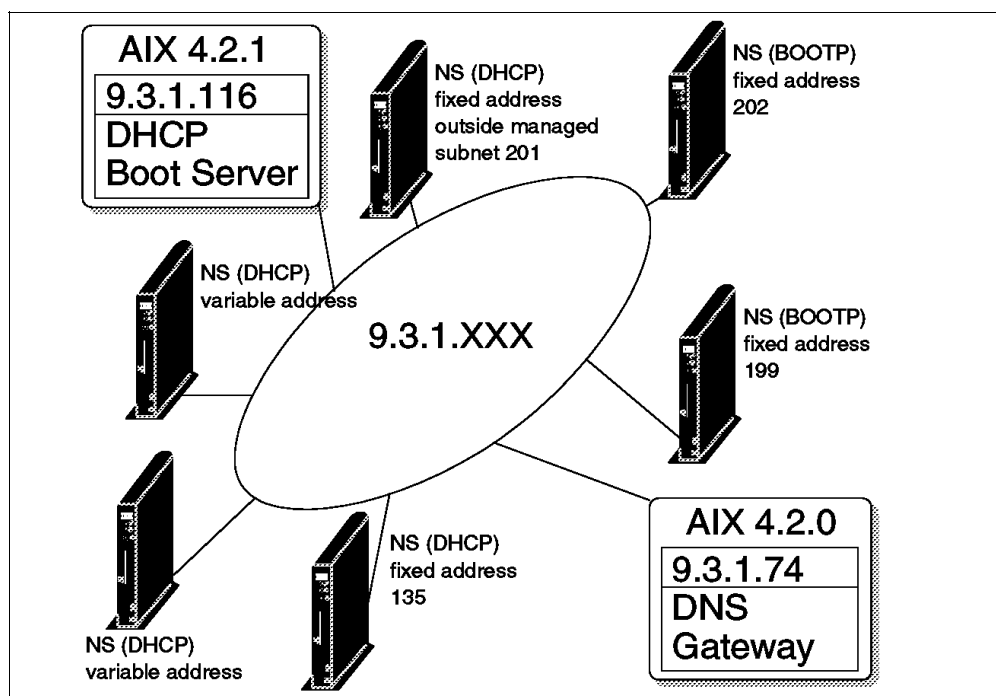 AIX 4.2.1
9.3.1.116
DHCP
Boot Server
NS (DHCP)
fixed address
outside managed
subnet 201
NS (BOOTP)
fixed address
202
NS (DHCP)
variable address
9.3.1.XXX
NS (BOOTP)
fixed address
199
NS (DHCP)
variable address
NS (DHCP)
fixed address
135
AIX 4.2.0
9.3.1.74
DNS
Gateway